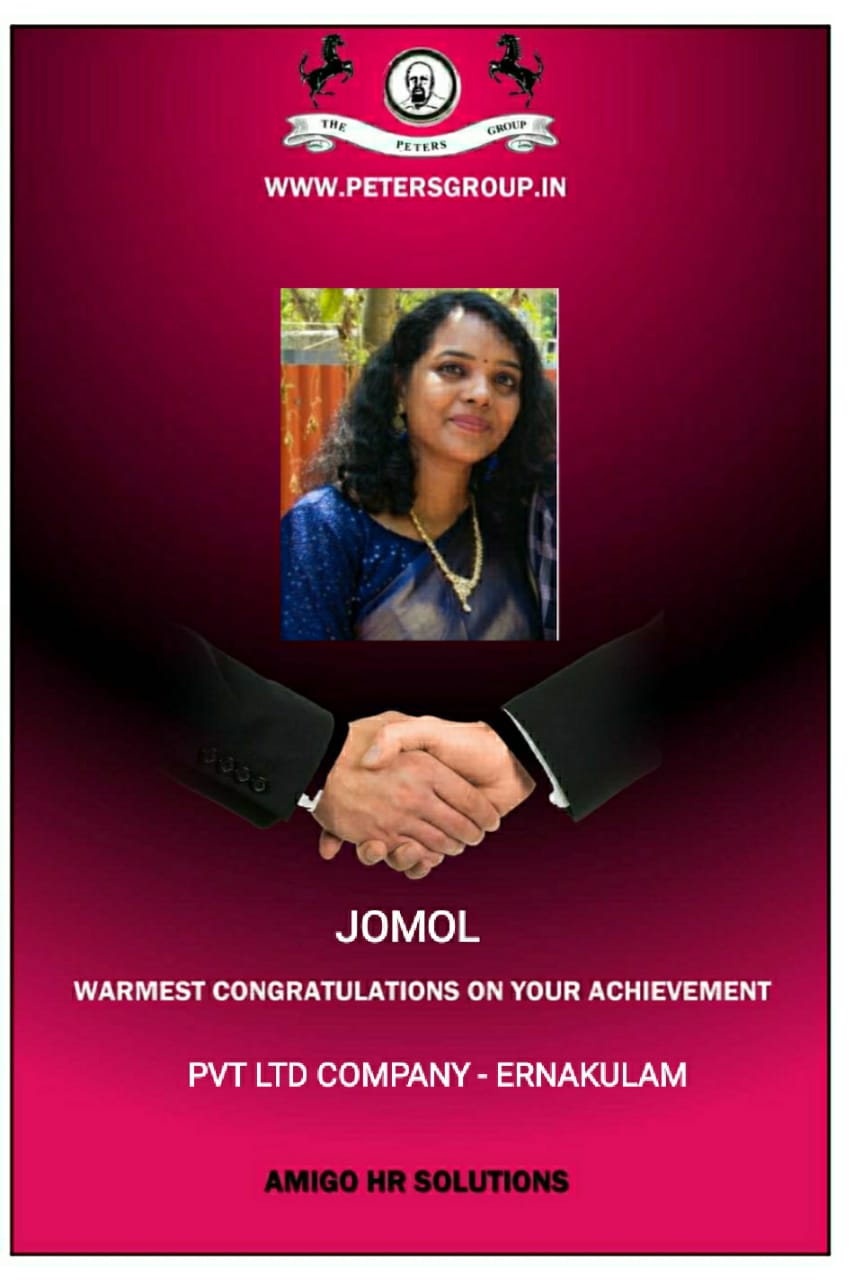 THE PETERS GROUP
WWW.PETERSGROUP.IN
JOMOL
WARMEST CONGRATULATIONS ON YOUR ACHIEVEMENT
PVT LTD COMPANY - ERNAKULAM
AMIGO HR SOLUTIONS